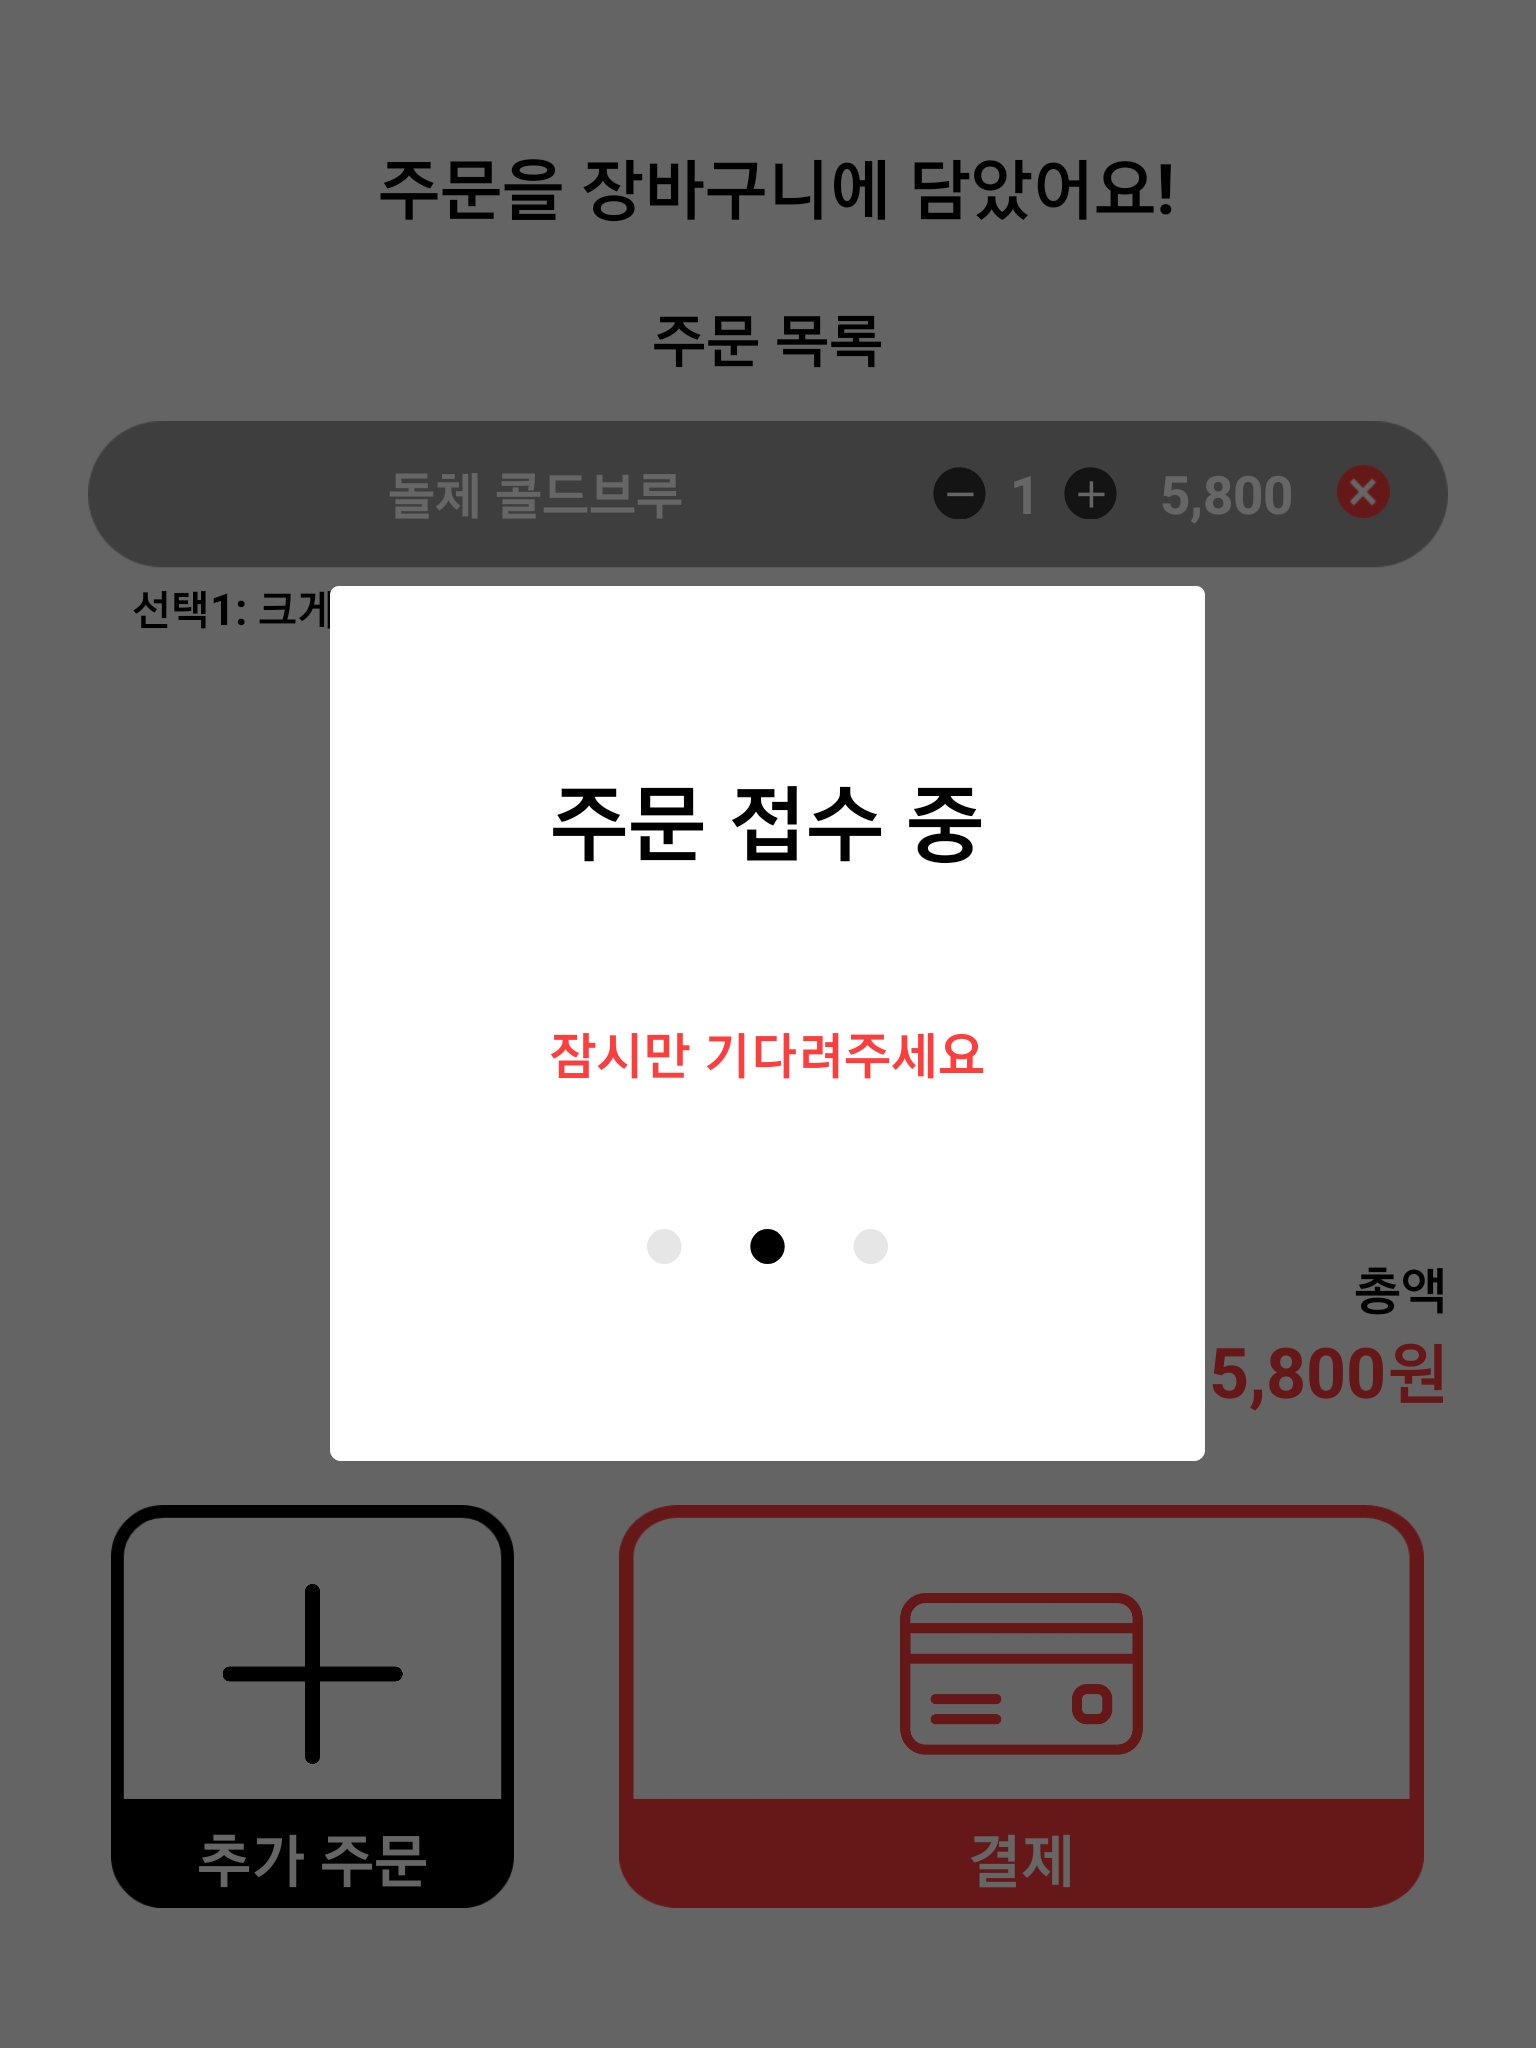 주문을 장바구니에 담았어요!
주문 목록
돌체 콜드브루 1 5,800
선택1: 크게
주문 접수 중
잠시만 기다려주세요
총액
5,800원
추가 주문
결제